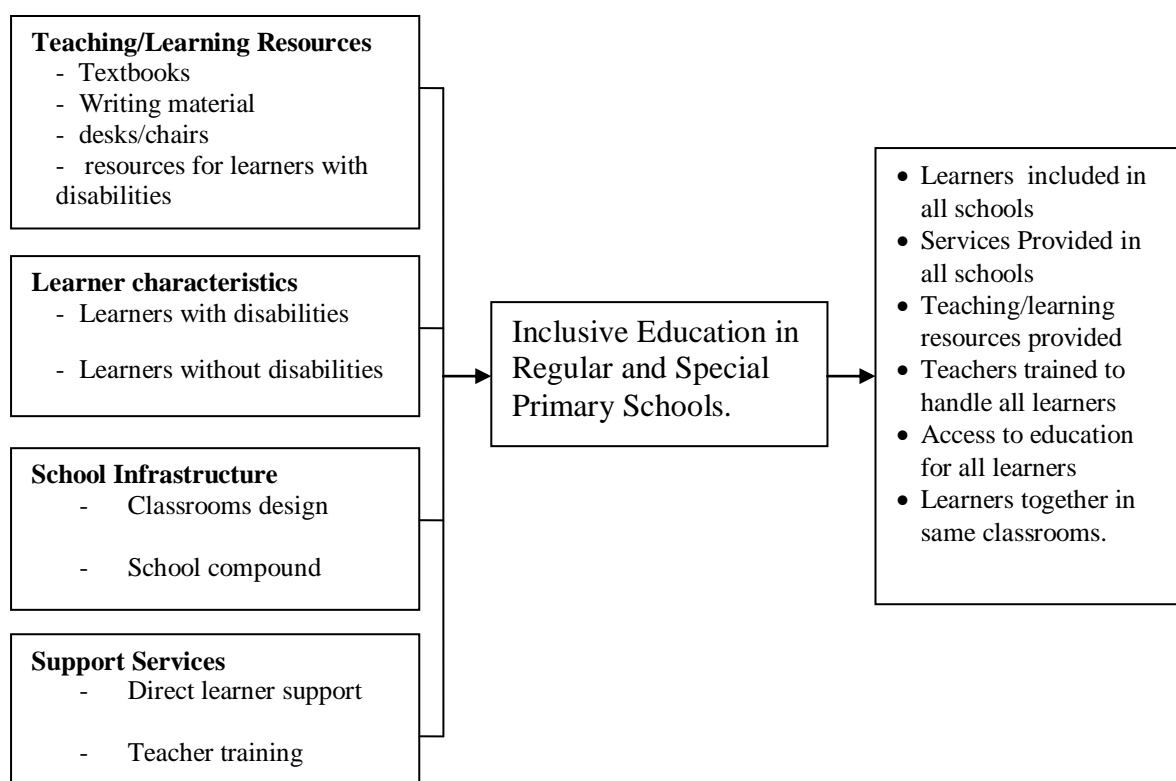 Teaching/Learning Resources
- Textbooks
- Writing material
- desks/chairs
- resources for learners with
disabilities
Learner characteristics
- Learners with disabilities
- Learners without disabilities
School Infrastructure
- Classrooms design
- School compound
Support Services
- Direct learner support
- Teacher training
Inclusive Education in
Regular and Special
Primary Schools.
• Learners included in
all schools
• Services Provided in
all schools
• Teaching/learning
resources provided
• Teachers trained to
handle all learners
• Access to education
for all learners
• Learners together in
same classrooms.